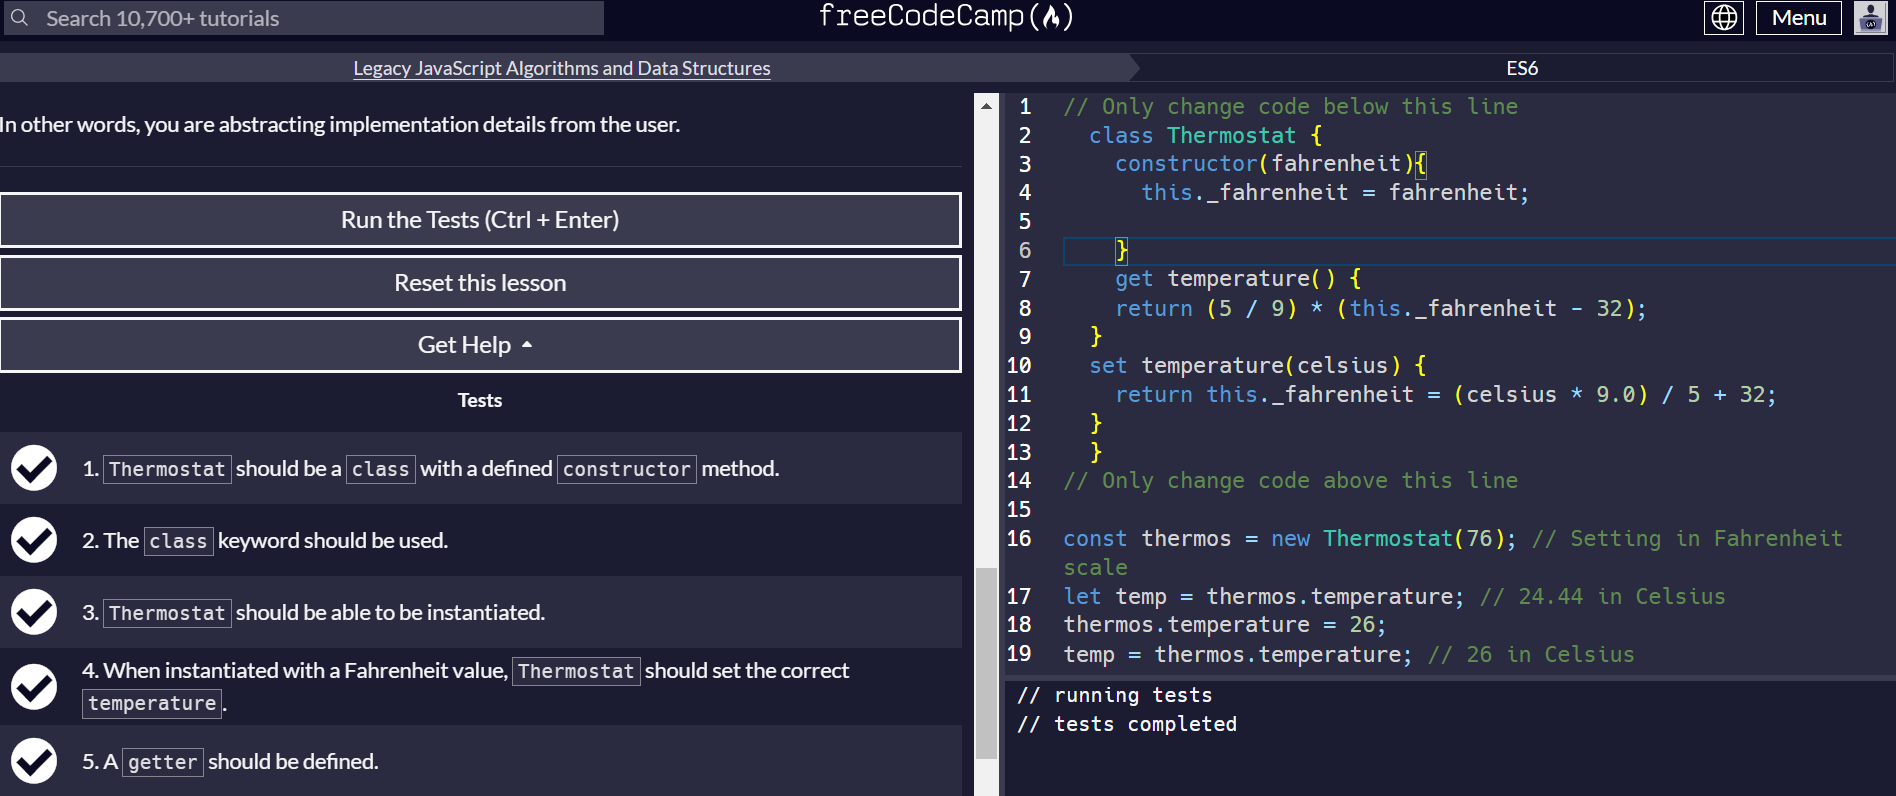 Search 10,700+ tutorials
freeCodeCamp(🔥)
Menu
Legacy JavaScript Algorithms and Data Structures
ES6
In other words, you are abstracting implementation details from the user.
Run the Tests (Ctrl + Enter)
Reset this lesson
Get Help
Tests
1. Thermostat should be a class with a defined constructor method.
2. The class keyword should be used.
3. Thermostat should be able to be instantiated.
4. When instantiated with a Fahrenheit value, Thermostat should set the correct
temperature.
5. A getter should be defined.
1 // Only change code below this line
2   class Thermostat {
3     constructor(fahrenheit){
4       this._fahrenheit = fahrenheit;
5
6     }
7     get temperature() {
8     return (5 / 9) * (this._fahrenheit - 32);
9   }
10   set temperature(celsius) {
11     return this._fahrenheit = (celsius * 9.0) / 5 + 32;
12   }
13   }
14 // Only change code above this line
15
16 const thermos = new Thermostat(76); // Setting in Fahrenheit
scale
17 let temp = thermos.temperature; // 24.44 in Celsius
18 thermos.temperature = 26;
19 temp = thermos.temperature; // 26 in Celsius
// running tests
// tests completed